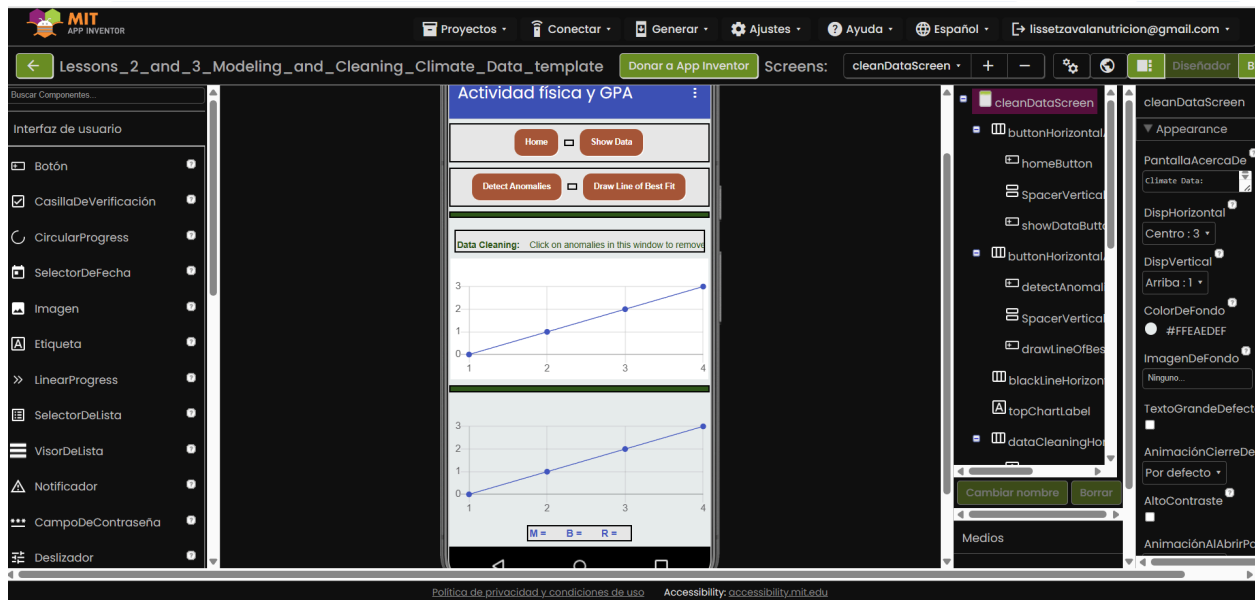 MIT
APP INVENTOR
Proyectos
Conectar
Generar
Ajustes
Ayuda
Español
lissetzavalanutricion@gmail.com
Lessons_2_and_3_Modeling_and_Cleaning_Climate_Data_template
Donar a App Inventor
Screens:
cleanDataScreen
+
−
Diseñador
B
Buscar Componentes...
Interfaz de usuario
Botón
CasillaDeVerificación
CircularProgress
SelectorDeFecha
Imagen
Etiqueta
LinearProgress
SelectorDeLista
VisorDeLista
Notificador
CampoDeContraseña
Deslizador
Actividad física y GPA
Home
Show Data
Detect Anomalies
Draw Line of Best Fit
Data Cleaning: Click on anomalies in this window to remove
3
2
1
0
1 2 3 4
3
2
1
0
1 2 3 4
M = B = R =
cleanDataScreen
buttonHorizontal
homeButton
SpacerVertical
showDataButt
buttonHorizontal
detectAnomal
SpacerVertical
drawLineOfBes
blackLineHorizon
topChartLabel
dataCleaningHo
Cambiar nombre
Borrar
Medios
cleanDataScreen
Appearance
PantallaAcercaDe
Climate Data:
DispHorizontal
Centro : 3
DispVertical
Arriba : 1
ColorDeFondo
#FFEAEDEF
ImagenDeFondo
Ninguno...
TextoGrandeDefect
AnimaciónCierreDe
Por defecto
AltoContraste
AnimaciónAlAbrirPa
Política de privacidad y condiciones de uso
Accessibility: accessibility.mit.edu